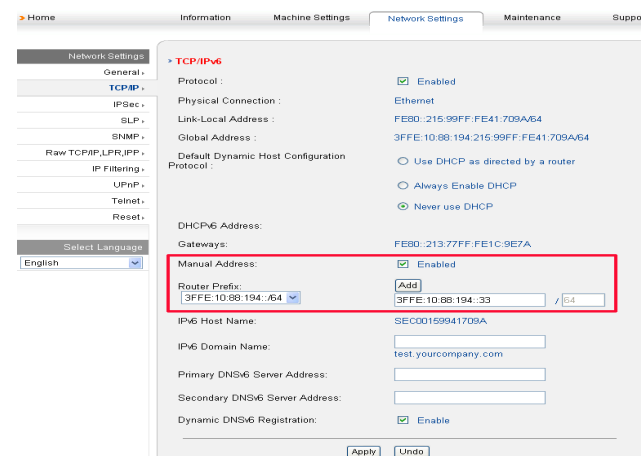 Home
Information Machine Settings Network Settings Maintenance Suppo
Network Settings
General
TCP/IP
IPSec
SLP
SNMP
Raw TCP/IP,LPR,IPP
IP Filtering
UPnP
Telnet
Reset
Select Language
English
TCP/IPv6
Protocol : Enabled
Physical Connection : Ethernet
Link-Local Address : FE80::215:99FF:FE41:709A/64
Global Address : 3FFE:10:88:194:215:99FF:FE41:709A/64
Default Dynamic Host Configuration
Protocol : Use DHCP as directed by a router
Always Enable DHCP
Never use DHCP
DHCPv6 Address:
Gateways: FE80::213:77FF:FE1C:9E7A
Manual Address: Enabled
Router Prefix: Add
3FFE:10:88:194::/64 3FFE:10:88:194::33 / 64
IPv6 Host Name: SEC00159941709A
IPv6 Domain Name:
test.yourcompany.com
Primary DNSv6 Server Address:
Secondary DNSv6 Server Address:
Dynamic DNSv6 Registration: Enable
Apply Undo